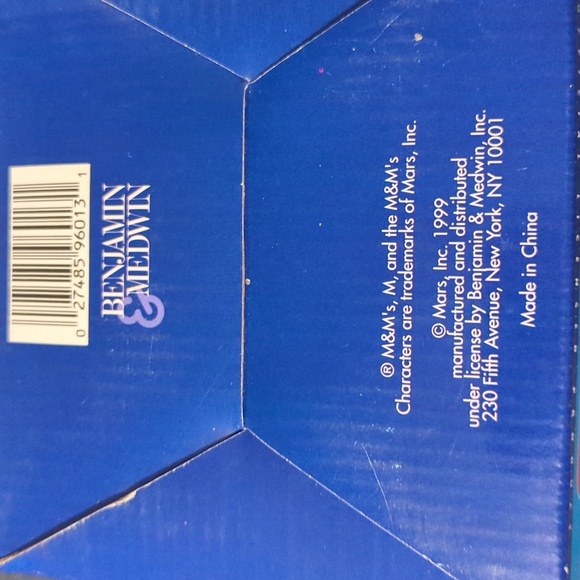 0 27485 96013 1
BENJAMIN
& MEDWIN
® M&M's, M, and the M&M's
Characters are trademarks of Mars, Inc.
© Mars, Inc. 1999
manufactured and distributed
under license by Benjamin & Medwin, Inc.
230 Fifth Avenue, New York, NY 10001
Made in China